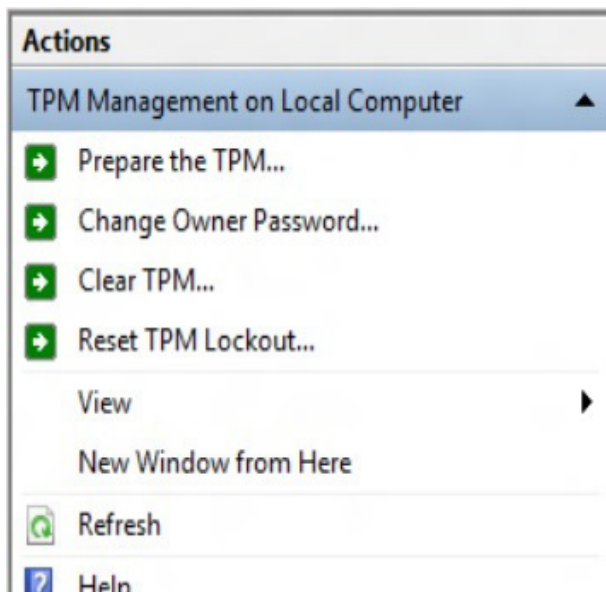 Actions
TPM Management on Local Computer
Prepare the TPM...
Change Owner Password...
Clear TPM...
Reset TPM Lockout...
View
New Window from Here
Refresh
Help